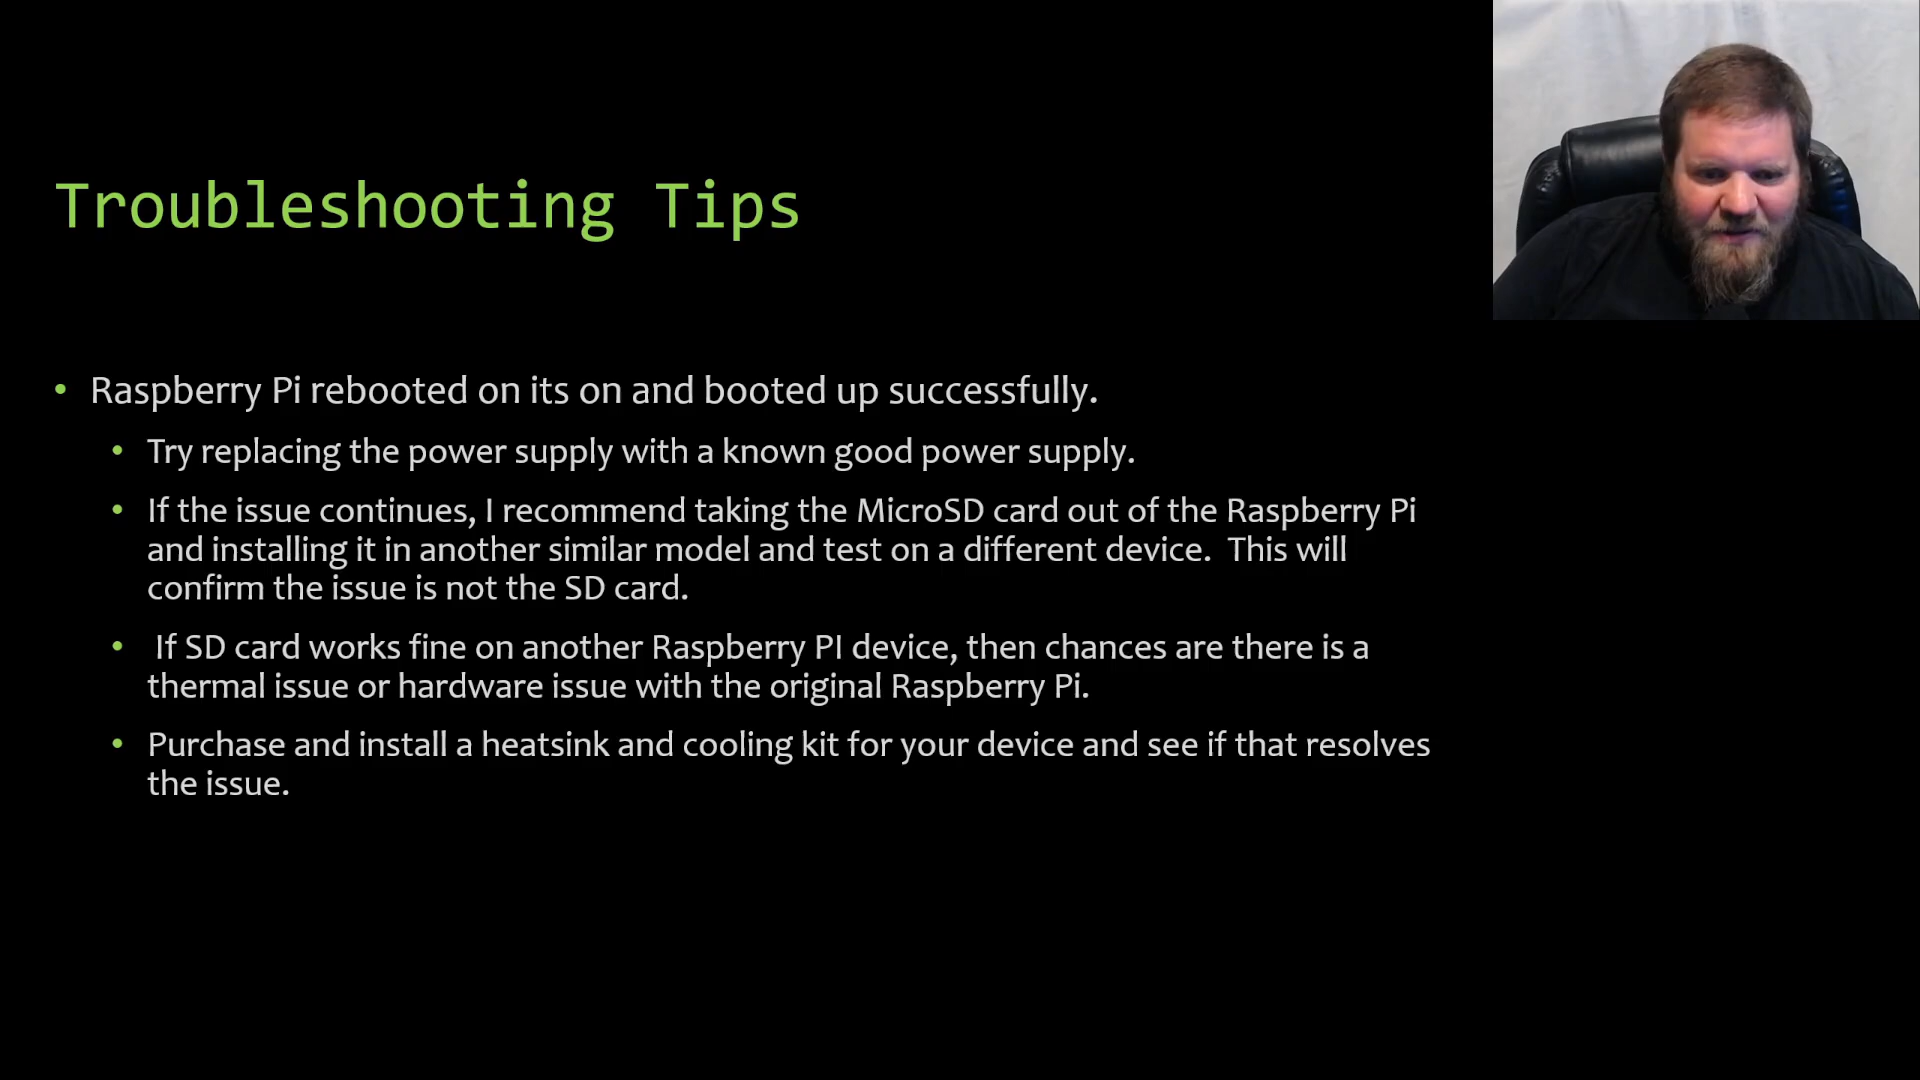 Troubleshooting Tips
• Raspberry Pi rebooted on its on and booted up successfully.
• Try replacing the power supply with a known good power supply.
• If the issue continues, I recommend taking the MicroSD card out of the Raspberry Pi
and installing it in another similar model and test on a different device.  This will
confirm the issue is not the SD card.
• If SD card works fine on another Raspberry PI device, then chances are there is a
thermal issue or hardware issue with the original Raspberry Pi.
• Purchase and install a heatsink and cooling kit for your device and see if that resolves
the issue.